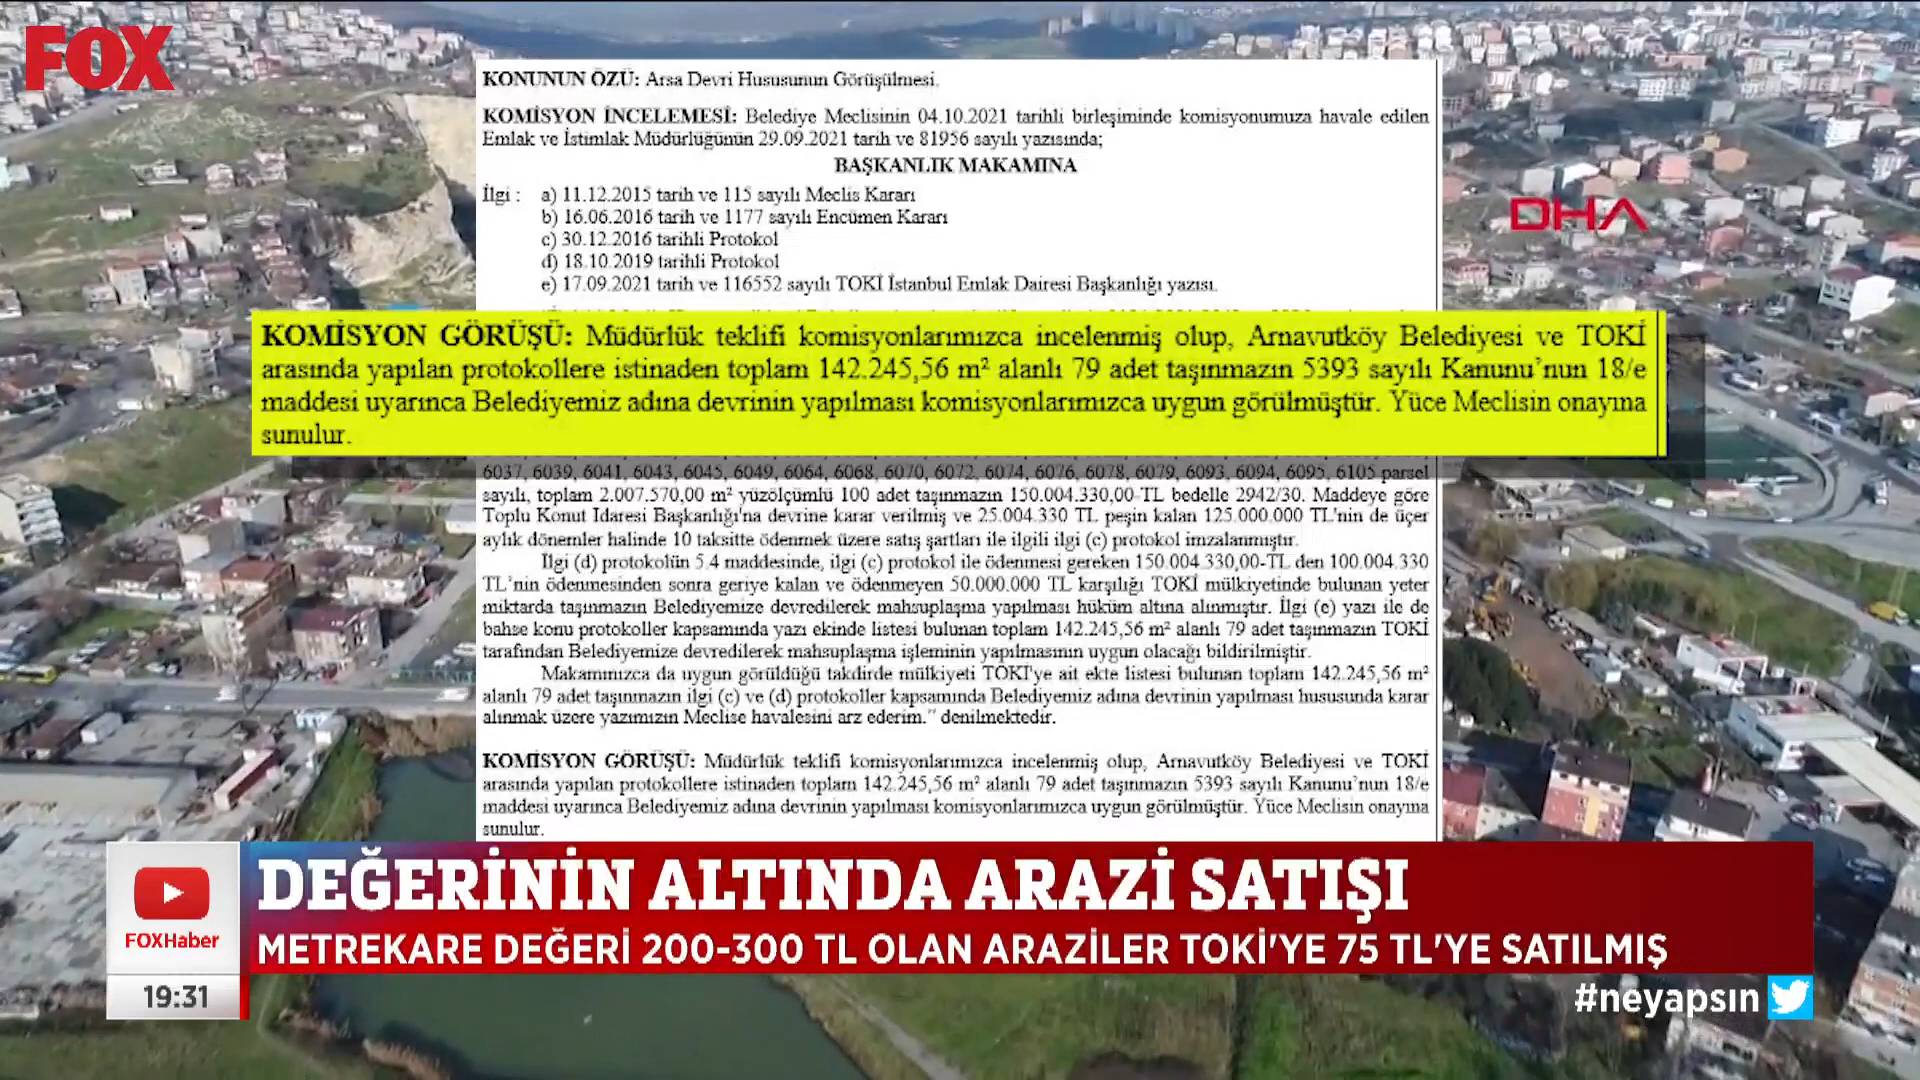 FOX
KONUNUN ÖZÜ: Arsa Devri Hususunun Görüşülmesi.
KOMİSYON İNCELEMESİ: Belediye Meclisinin 04.10.2021 tarihli birleşiminde komisyonumuza havale edilen
Emlak ve İstimlak Müdürlüğünün 29.09.2021 tarih ve 81956 sayılı yazısında;
BAŞKANLIK MAKAMINA
İlgi : a) 11.12.2015 tarih ve 115 sayılı Meclis Kararı
b) 16.06.2016 tarih ve 1177 sayılı Encümen Kararı
c) 30.12.2016 tarihli Protokol
d) 18.10.2019 tarihli Protokol
e) 17.09.2021 tarih ve 116552 sayılı TOKİ İstanbul Emlak Dairesi Başkanlığı yazısı.
DHA
KOMİSYON GÖRÜŞÜ: Müdürlük teklifi komisyonlarımızca incelenmiş olup, Arnavutköy Belediyesi ve TOKİ
arasında yapılan protokollere istinaden toplam 142.245,56 m² alanlı 79 adet taşınmazın 5393 sayılı Kanunu’nun 18/e
maddesi uyarınca Belediyemiz adına devrinin yapılması komisyonlarımızca uygun görülmüştür. Yüce Meclisin onayına
sunulur.
6037, 6039, 6041, 6043, 6045, 6049, 6064, 6068, 6070, 6072, 6074, 6076, 6078, 6079, 6093, 6094, 6095, 6105 parsel
sayılı, toplam 2.007.570,00 m² yüzölçümlü 100 adet taşınmazın 150.004.330,00-TL bedelle 2942/30. Maddeye göre
Toplu Konut İdaresi Başkanlığı'na devrine karar verilmiş ve 25.004.330 TL peşin kalan 125.000.000 TL'nin de üçer
aylık dönemler halinde 10 taksitte ödenmek üzere satış şartları ile ilgili ilgi (c) protokol imzalanmıştır.
İlgi (d) protokolün 5.4 maddesinde, ilgi (c) protokol ile ödenmesi gereken 150.004.330,00-TL den 100.004.330
TL’nin ödenmesinden sonra geriye kalan ve ödenmeyen 50.000.000 TL karşılığı TOKİ mülkiyetinde bulunan yeter
miktarda taşınmazın Belediyemize devredilerek mahsuplaşma yapılması hüküm altına alınmıştır. İlgi (e) yazı ile de
bahse konu protokoller kapsamında yazı ekinde listesi bulunan toplam 142.245,56 m² alanlı 79 adet taşınmazın TOKİ
tarafından Belediyemize devredilerek mahsuplaşma işleminin yapılmasının uygun olacağı bildirilmiştir.
Makamınızca da uygun görüldüğü takdirde mülkiyeti TOKİ'ye ait ekte listesi bulunan toplam 142.245,56 m²
alanlı 79 adet taşınmazın ilgi (c) ve (d) protokoller kapsamında Belediyemiz adına devrinin yapılması hususunda karar
alınmak üzere yazımızın Meclise havalesini arz ederim.” denilmektedir.
KOMİSYON GÖRÜŞÜ: Müdürlük teklifi komisyonlarımızca incelenmiş olup, Arnavutköy Belediyesi ve TOKİ
arasında yapılan protokollere istinaden toplam 142.245,56 m² alanlı 79 adet taşınmazın 5393 sayılı Kanunu’nun 18/e
maddesi uyarınca Belediyemiz adına devrinin yapılması komisyonlarımızca uygun görülmüştür. Yüce Meclisin onayına
sunulur.
DEĞERİNİN ALTINDA ARAZİ SATIŞI
METREKARE DEĞERİ 200-300 TL OLAN ARAZİLER TOKİ'YE 75 TL'YE SATILMIŞ
FOXHaber
19:31
#neyapsın